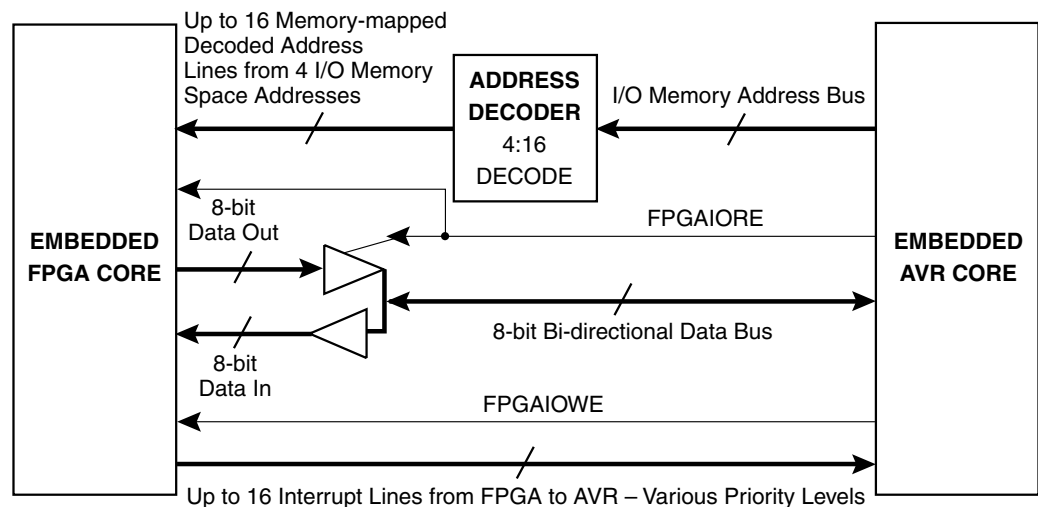 Up to 16 Memory-mapped
Decoded Address
Lines from 4 I/O Memory
Space Addresses
ADDRESS
DECODER
4:16
DECODE
I/O Memory Address Bus
8-bit
Data Out
FPGAIORE
EMBEDDED
FPGA CORE
EMBEDDED
AVR CORE
8-bit Bi-directional Data Bus
8-bit
Data In
FPGAIOWE
Up to 16 Interrupt Lines from FPGA to AVR – Various Priority Levels